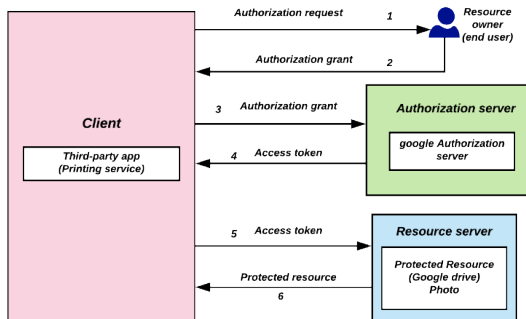 Authorization request 1
Resource
owner
(end user)
Authorization grant 2
3 Authorization grant
Authorization server
Client
google Authorization
server
Third-party app
(Printing service)
4 Access token
5 Access token
Resource server
Protected resource
6
Protected Resource
(Google drive)
Photo